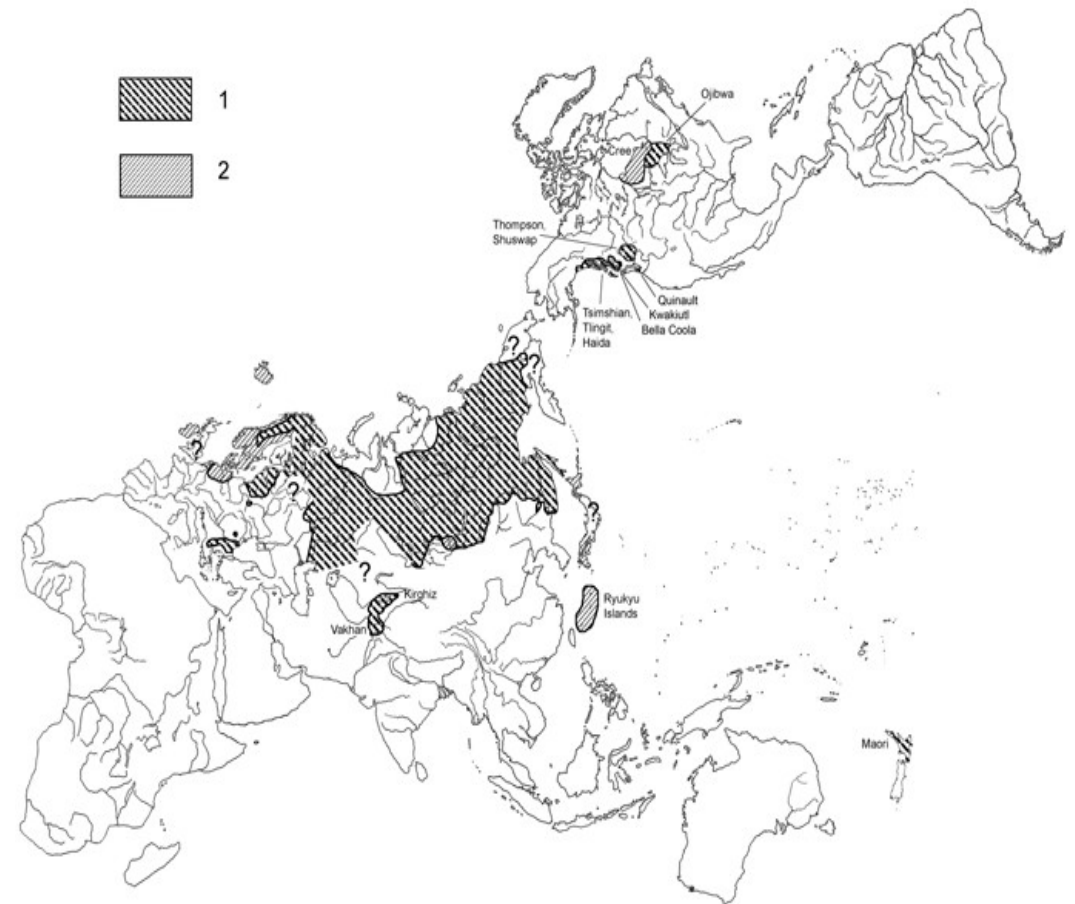 1
2
Ojibwa
Cree
Thompson,
Shuswap
Quinault
Kwakiutl
Bella Coola
Tsimshian,
Tlingit,
Haida
?
?
?
?
?
?
Kirghiz
Vakhan
Ryukyu
Islands
Maori